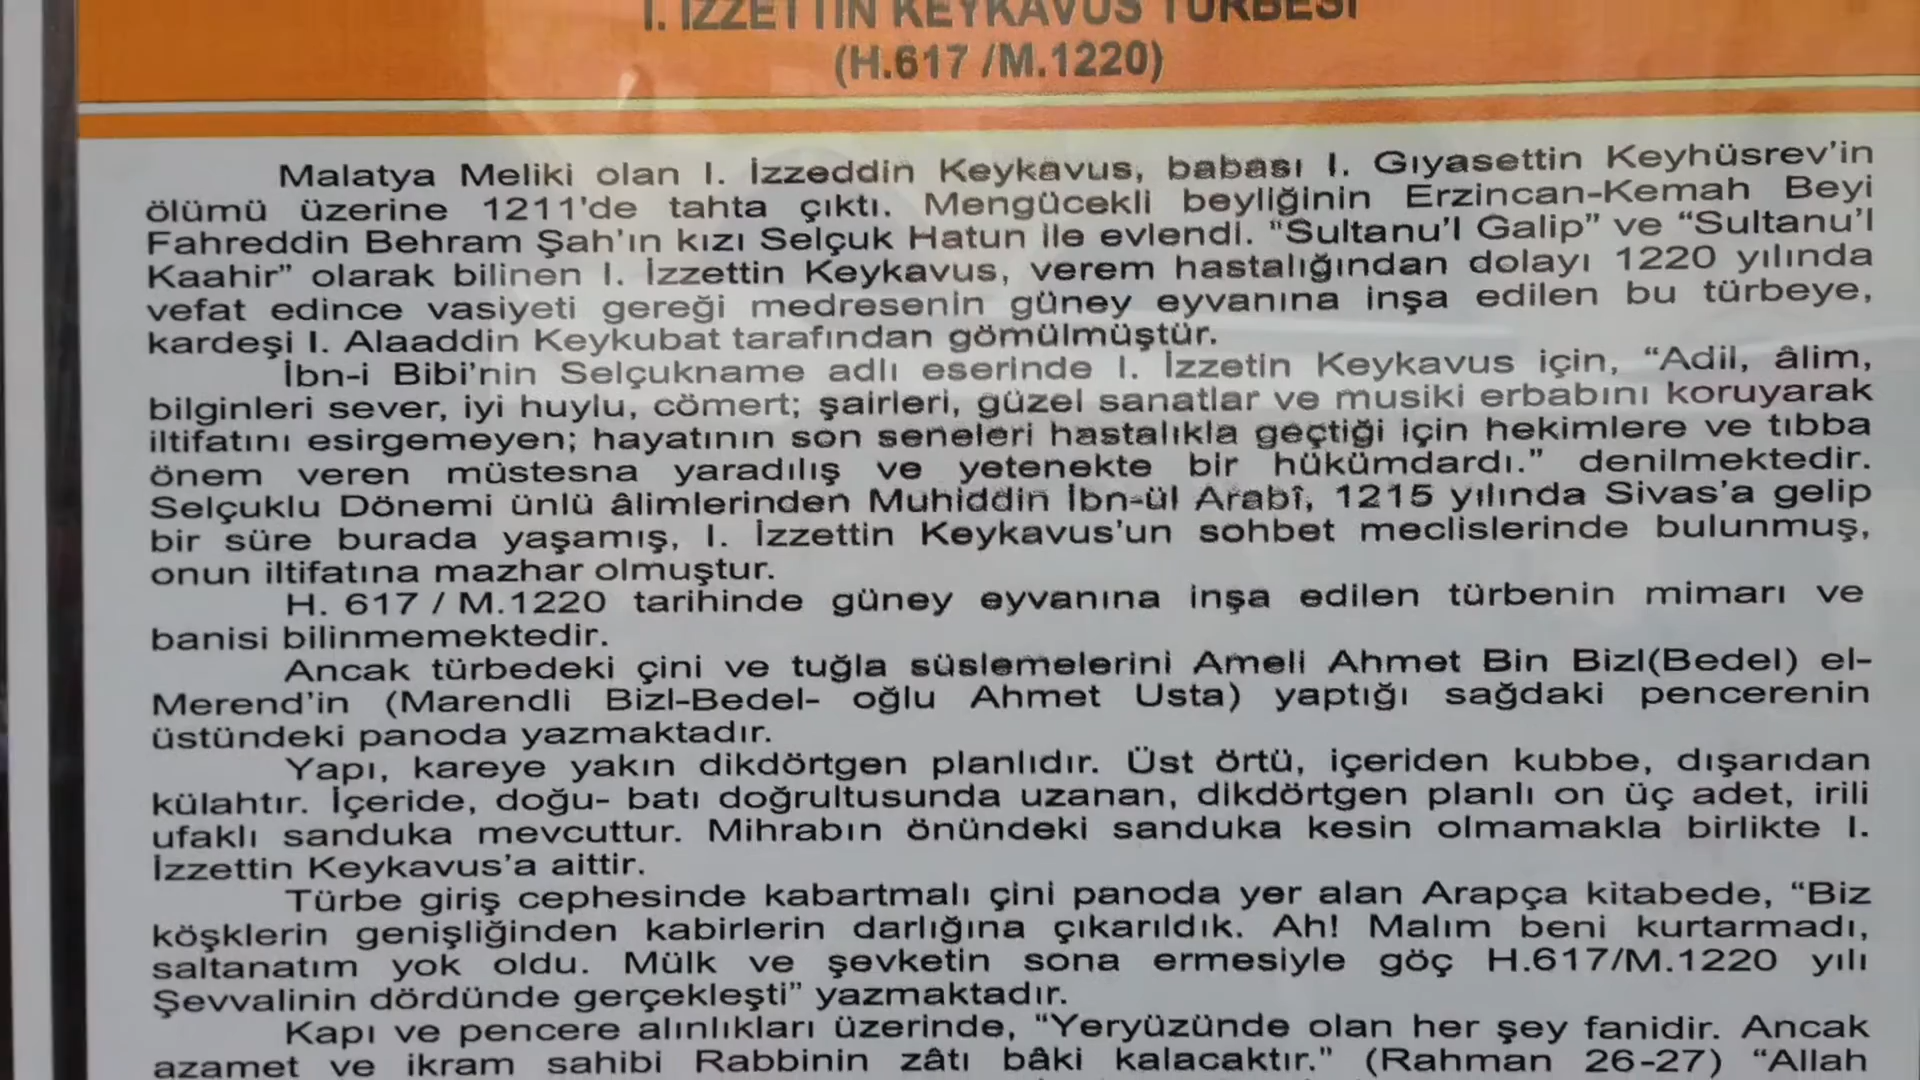 I. İZZETTİN KEYKAVUS TÜRBESİ
(H.617 /M.1220)
Malatya Meliki olan I. İzzeddin Keykavus, babası I. Gıyasettin Keyhüsrev’in
ölümü üzerine 1211'de tahta çıktı. Mengücekli beyliğinin Erzincan-Kemah Beyi
Fahreddin Behram Şah’ın kızı Selçuk Hatun ile evlendi. “Sultanu’l Galip” ve “Sultanu’l
Kaahir” olarak bilinen I. İzzettin Keykavus, verem hastalığından dolayı 1220 yılında
vefat edince vasiyeti gereği medresenin güney eyvanına inşa edilen bu türbeye,
kardeşi I. Alaaddin Keykubat tarafından gömülmüştür.
İbn-i Bibi’nin Selçukname adlı eserinde I. İzzetin Keykavus için, “Adil, âlim,
bilginleri sever, iyi huylu, cömert; şairleri, güzel sanatlar ve musiki erbabını koruyarak
iltifatını esirgemeyen; hayatının son seneleri hastalıkla geçtiği için hekimlere ve tıbba
önem veren müstesna yaradılış ve yetenekte bir hükümdardı.” denilmektedir.
Selçuklu Dönemi ünlü âlimlerinden Muhiddin İbn-ül Arabî, 1215 yılında Sivas’a gelip
bir süre burada yaşamış, I. İzzettin Keykavus’un sohbet meclislerinde bulunmuş,
onun iltifatına mazhar olmuştur.
H. 617 / M.1220 tarihinde güney eyvanına inşa edilen türbenin mimarı ve
banisi bilinmemektedir.
Ancak türbedeki çini ve tuğla süslemelerini Ameli Ahmet Bin Bizl(Bedel) el-
Merend’in (Marendli Bizl-Bedel- oğlu Ahmet Usta) yaptığı sağdaki pencerenin
üstündeki panoda yazmaktadır.
Yapı, kareye yakın dikdörtgen planlıdır. Üst örtü, içeriden kubbe, dışarıdan
külahtır. İçeride, doğu- batı doğrultusunda uzanan, dikdörtgen planlı on üç adet, irili
ufaklı sanduka mevcuttur. Mihrabın önündeki sanduka kesin olmamakla birlikte I.
İzzettin Keykavus’a aittir.
Türbe giriş cephesinde kabartmalı çini panoda yer alan Arapça kitabede, “Biz
köşklerin genişliğinden kabirlerin darlığına çıkarıldık. Ah! Malım beni kurtarmadı,
saltanatım yok oldu. Mülk ve şevketin sona ermesiyle göç H.617/M.1220 yılı
Şevvalinin dördünde gerçekleşti” yazmaktadır.
Kapı ve pencere alınlıkları üzerinde, “Yeryüzünde olan her şey fanidir. Ancak
azamet ve ikram sahibi Rabbinin zâtı bâki kalacaktır.” (Rahman 26-27) “Allah